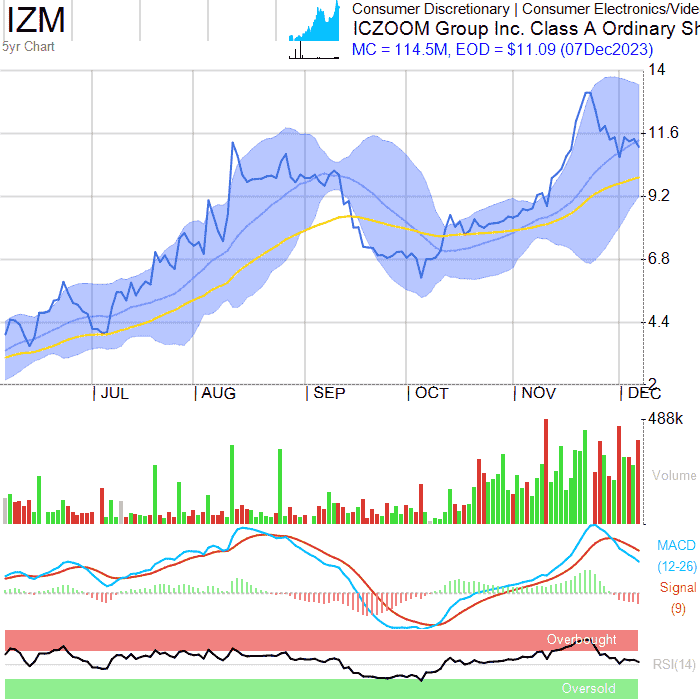 IZM
5yr Chart
Consumer Discretionary | Consumer Electronics/Vide
ICZOOM Group Inc. Class A Ordinary Sh
MC = 114.5M, EOD = $11.09 (07Dec2023)
14
11.6
9.2
6.8
4.4
2
JUL
AUG
SEP
OCT
NOV
DEC
488k
Volume
MACD
(12-26)
Signal
(9)
Overbought
RSI(14)
Oversold